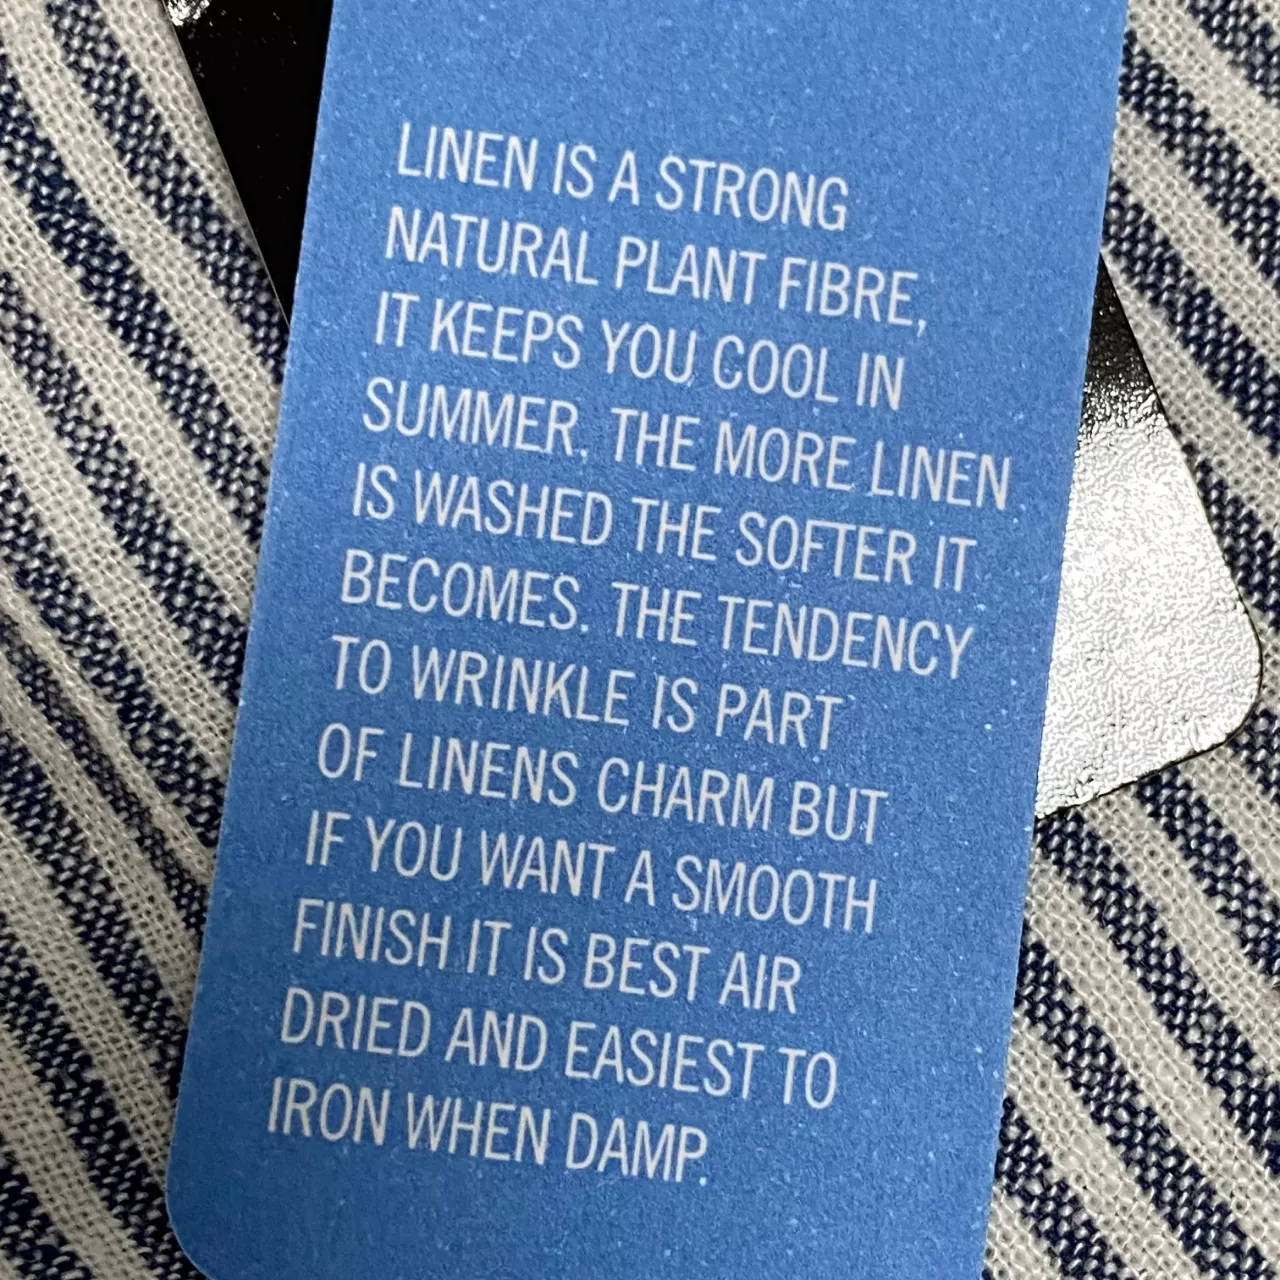 LINEN IS A STRONG
NATURAL PLANT FIBRE,
IT KEEPS YOU COOL IN
SUMMER. THE MORE LINEN
IS WASHED THE SOFTER IT
BECOMES. THE TENDENCY
TO WRINKLE IS PART
OF LINENS CHARM BUT
IF YOU WANT A SMOOTH
FINISH IT IS BEST AIR
DRIED AND EASIEST TO
IRON WHEN DAMP.